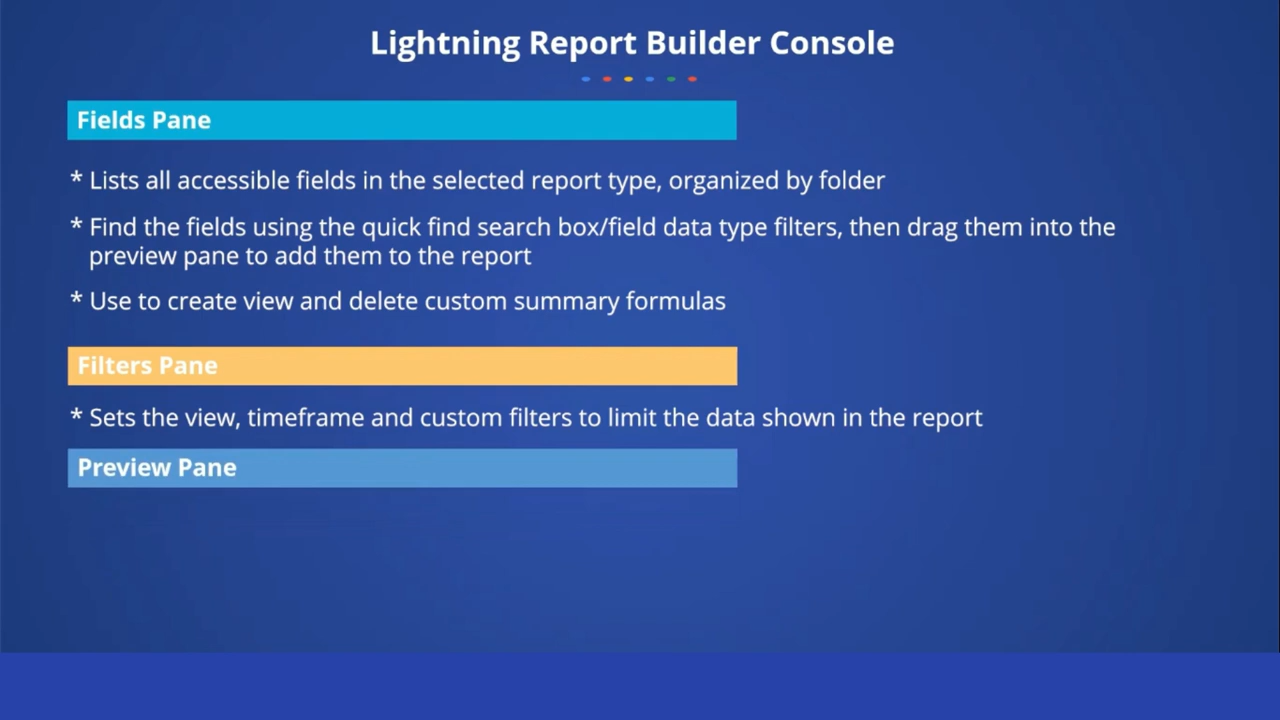 Lightning Report Builder Console
Fields Pane
* Lists all accessible fields in the selected report type, organized by folder
* Find the fields using the quick find search box/field data type filters, then drag them into the
preview pane to add them to the report
* Use to create view and delete custom summary formulas
Filters Pane
* Sets the view, timeframe and custom filters to limit the data shown in the report
Preview Pane